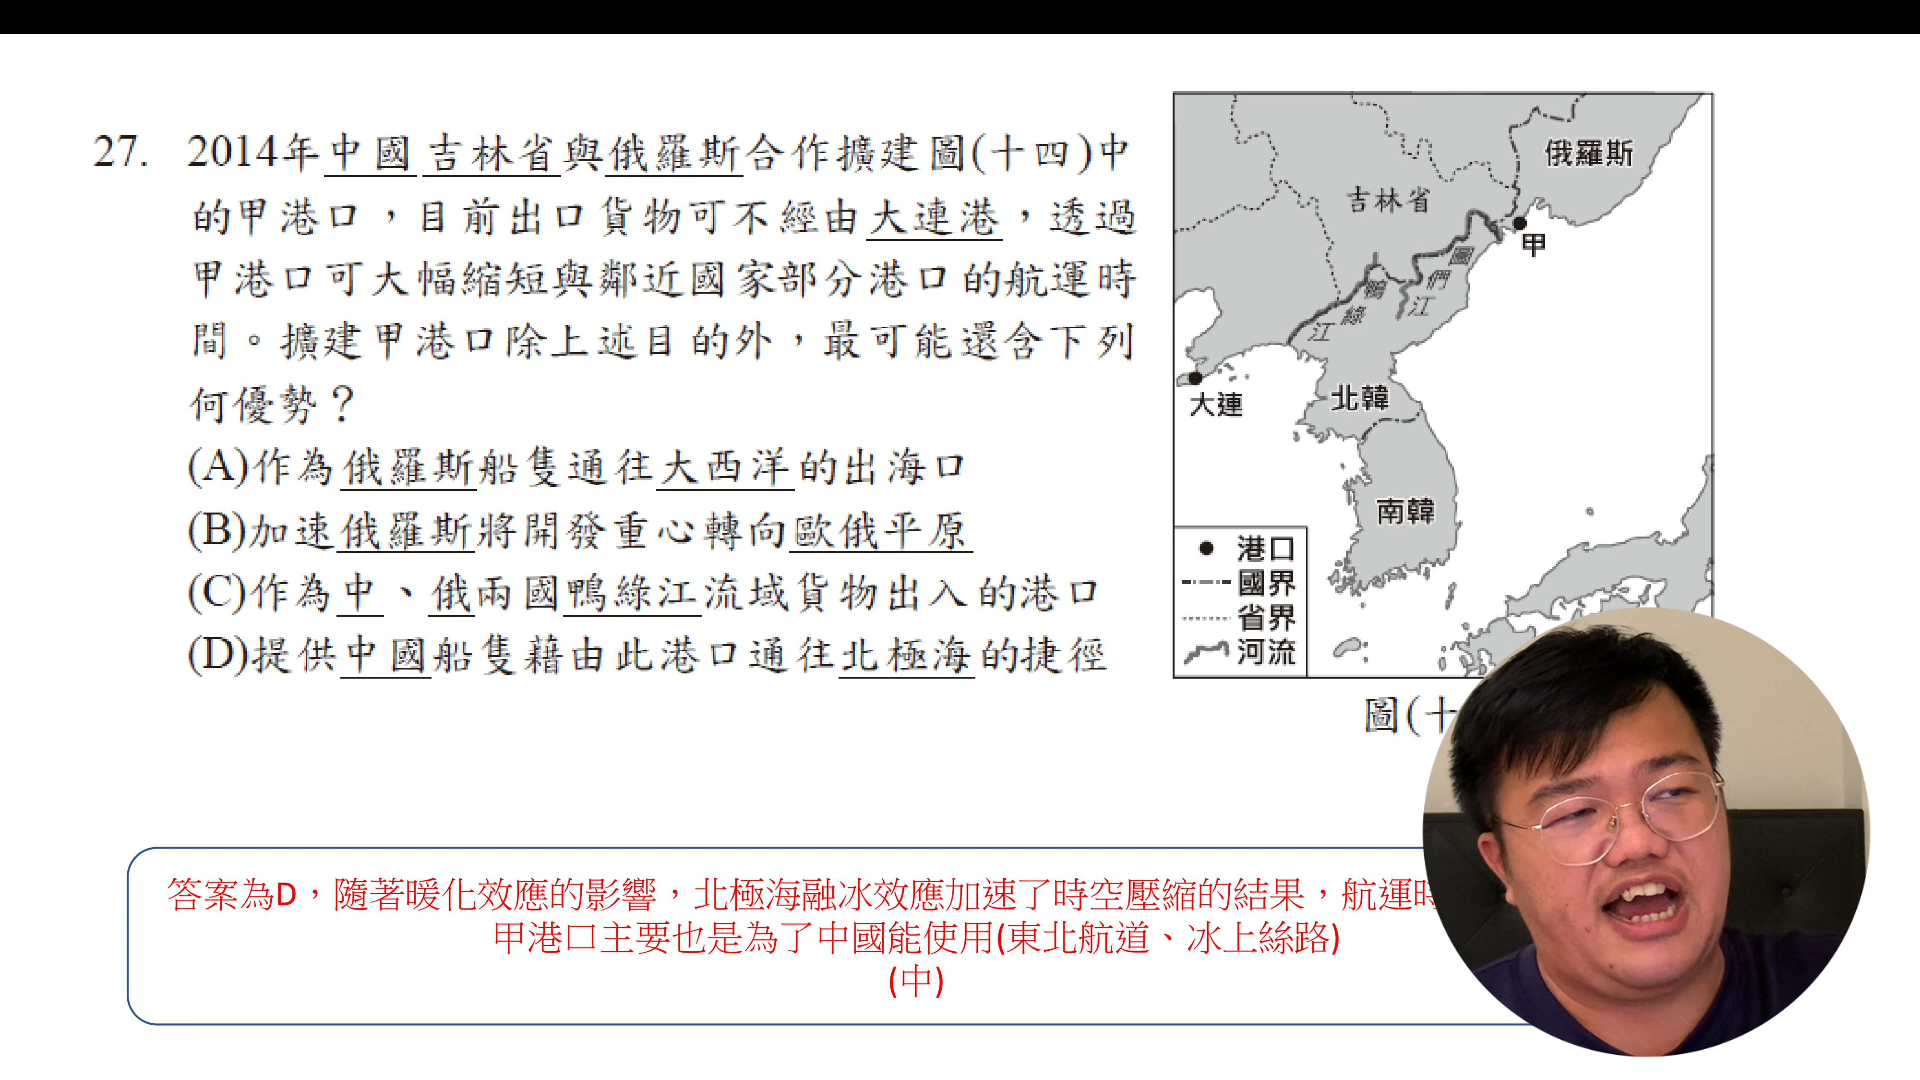 27. 2014年中國吉林省與俄羅斯合作擴建圖(十四)中
的甲港口，目前出口貨物可不經由大連港，透過
甲港口可大幅縮短與鄰近國家部分港口的航運時
間。擴建甲港口除上述目的外，最可能還含下列
何優勢？
(A)作為俄羅斯船隻通往大西洋的出海口
(B)加速俄羅斯將開發重心轉向歐俄平原
(C)作為中、俄兩國鴨綠江流域貨物出入的港口
(D)提供中國船隻藉由此港口通往北極海的捷徑
俄羅斯
吉林省
甲
圖們江
鴨綠江
大連
北韓
南韓
港口
國界
省界
河流
圖(十
答案為D，隨著暖化效應的影響，北極海融冰效應加速了時空壓縮的結果，航運時
甲港口主要也是為了中國能使用(東北航道、冰上絲路)
(中)